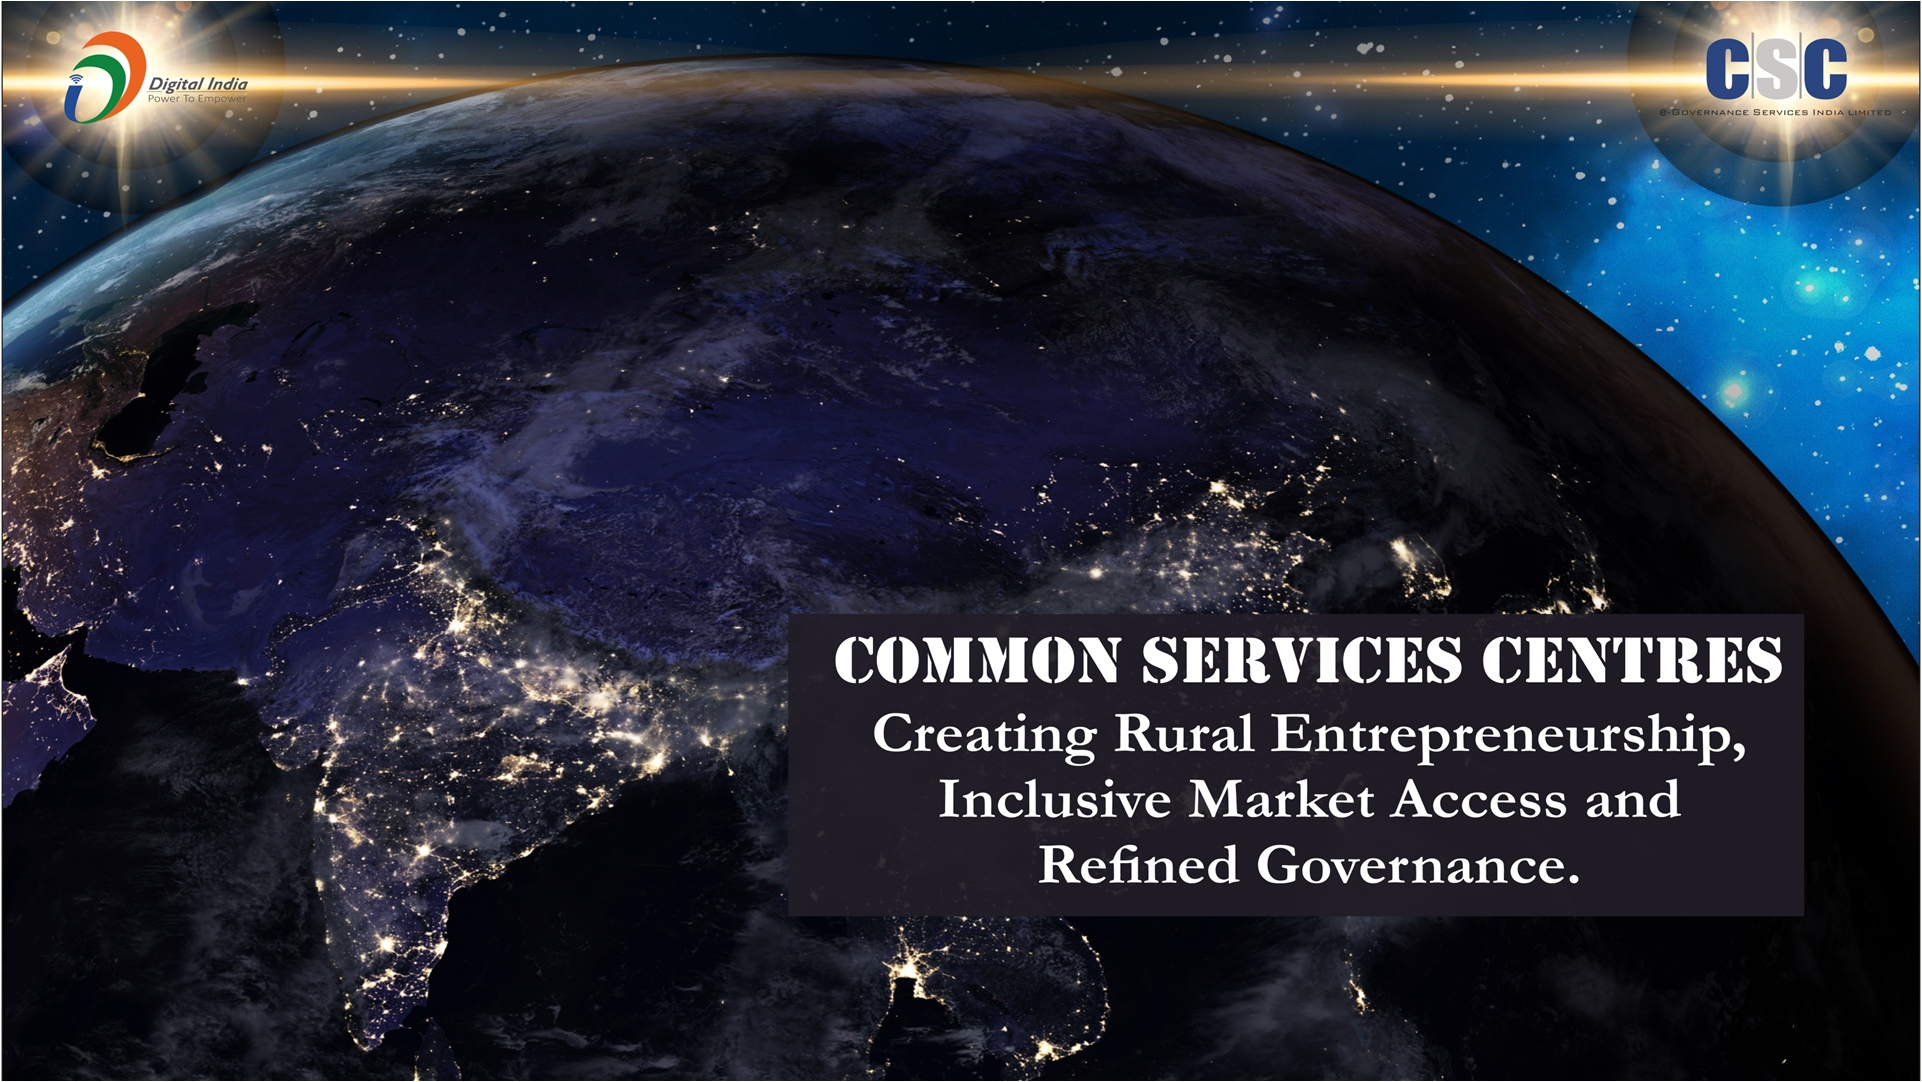 Digital India
Power To Empower
CSC
e-Governance Services India Limited
COMMON SERVICES CENTRES
Creating Rural Entrepreneurship,
Inclusive Market Access and
Refined Governance.